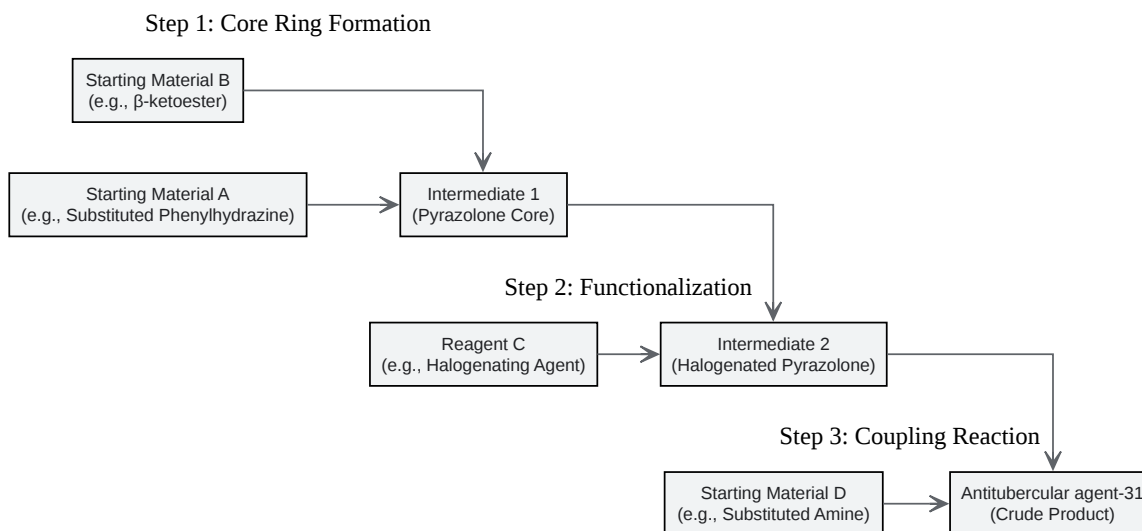 Step 1: Core Ring Formation
Starting Material B
(e.g., β-ketoester)
Starting Material A
(e.g., Substituted Phenylhydrazine)
Intermediate 1
(Pyrazolone Core)
Step 2: Functionalization
Reagent C
(e.g., Halogenating Agent)
Intermediate 2
(Halogenated Pyrazolone)
Step 3: Coupling Reaction
Starting Material D
(e.g., Substituted Amine)
Antitubercular agent-31
(Crude Product)